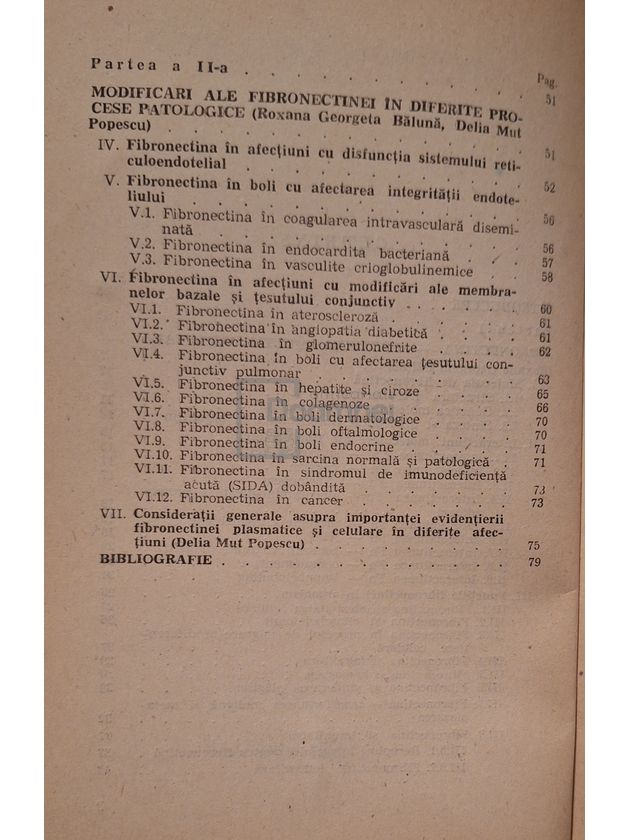 Partea a II-a . . . . . . . . . . .
Pag.
MODIFICARI ALE FIBRONECTINEI ÎN DIFERITE PRO- 51
CESE PATOLOGICE (Roxana Georgeta Bălună, Delia Mut
Popescu) . . . . . . . . . . . . .
IV. Fibronectina în afecțiuni cu disfuncția sistemului reti- 51
culoendotelial . . . . . . . . . .
V. Fibronectina în boli cu afectarea integrității endote- 52
liului . . . . . . . . . . . . .
V.1. Fibronectina în coagularea intravasculară disemi- 56
nată . . . . . . . . . . . .
V.2. Fibronectina în endocardita bacteriană . . . 56
V.3. Fibronectina în vasculite crioglobulinemice . . 57
VI. Fibronectina în afecțiuni cu modificări ale membra- 58
nelor bazale și țesutului conjunctiv . . . . .
VI.1. Fibronectina în ateroscleroză . . . . . 60
VI.2. Fibronectina în angiopatia diabetică . . . . 61
VI.3. Fibronectina în glomerulonefrite . . . . 61
VI.4. Fibronectina în boli cu afectarea țesutului con- 62
junctiv pulmonar . . . . . . . . .
VI.5. Fibronectina în hepatite și ciroze . . . . 63
VI.6. Fibronectina în colagenoze . . . . . . 65
VI.7. Fibronectina în boli dermatologice . . . . 66
VI.8. Fibronectina în boli oftalmologice . . . . 70
VI.9. Fibronectina în boli endocrine . . . . . 70
VI.10. Fibronectina în sarcina normală și patologică . 71
VI.11. Fibronectina în sindromul de imunodeficiență 71
acută (SIDA) dobândită . . . . . . . 73
VI.12. Fibronectina în cancer . . . . . . . 73
VII. Considerații generale asupra importanței evidențierii
fibronectinei plasmatice și celulare în diferite afec-
țiuni (Delia Mut Popescu) . . . . . . . . 75
BIBLIOGRAFIE . . . . . . . . . . . . 79